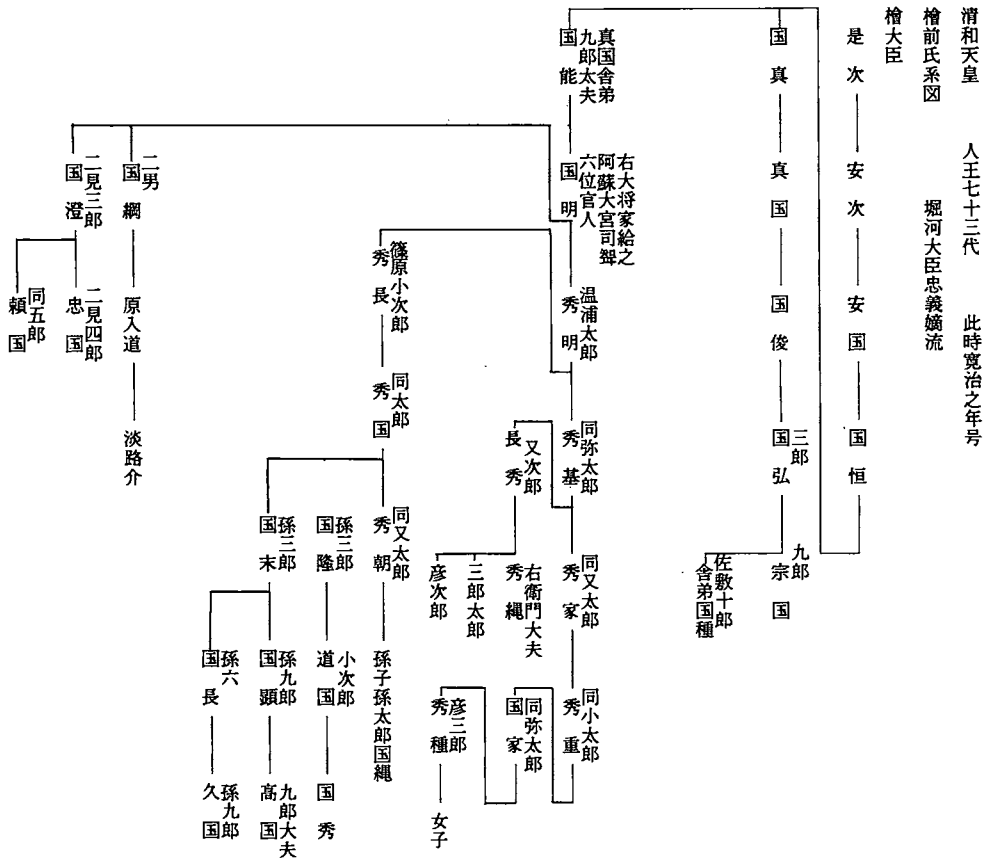 清和天皇　人王七十三代　此時寛治之年号
檜前氏系図　堀河大臣忠義嫡流
檜大臣
是次　安次　安国　国恒
国真　真国　国俊　三郎　国弘　九郎　宗国
佐敷十郎
舎弟国種
真国舎弟
九郎太夫
国能
右大将家給之
阿蘇大宮司聟
六位官人
国明
温浦太郎
秀明
同弥太郎
秀基
同又太郎
秀家
同小太郎
秀重
同弥太郎
国家
彦三郎
秀種
女子
又次郎
長秀
右衛門大夫
秀縄
三郎太郎
彦次郎
篠原小次郎
秀長
同太郎
秀国
同又太郎
秀朝
孫子孫太郎国縄
孫三郎
国隆
小次郎
道国
国秀
孫三郎
国末
孫九郎
国顕
九郎大夫
高国
孫六
国長
孫九郎
久国
二男
国綱
原入道
淡路介
二見三郎
国澄
二見四郎
忠国
同五郎
頼国